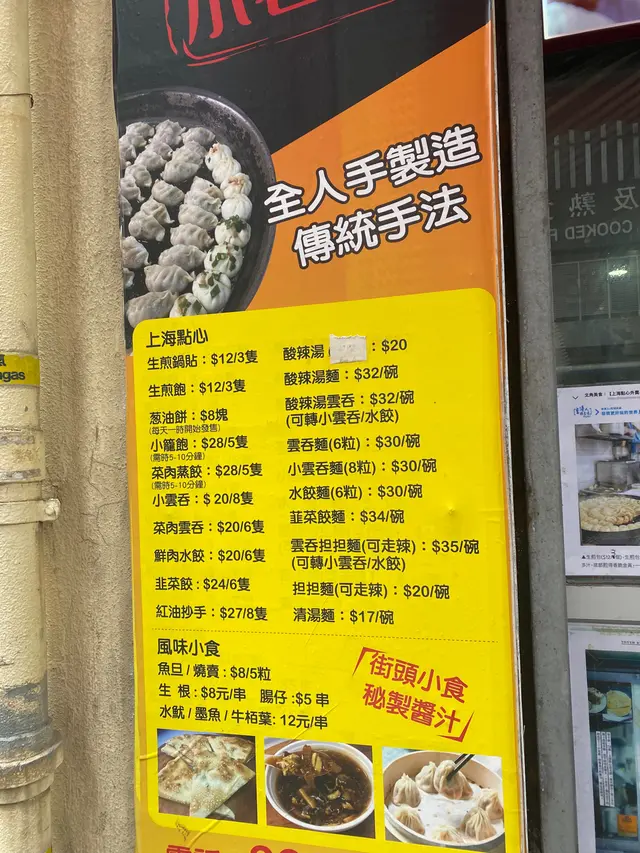 全人手製造
傳統手法
上海點心
生煎鍋貼：$12/3隻
生煎飽：$12/3隻
葱油餅：$8塊
(每天一時開始發售)
小籠飽：$28/5隻
(需時5-10分鐘)
菜肉蒸餃：$28/5隻
(需時5-10分鐘)
小雲吞：$20/8隻
菜肉雲吞：$20/6隻
鮮肉水餃：$20/6隻
韭菜餃：$24/6隻
紅油抄手：$27/8隻
酸辣湯(：$20
酸辣湯麵：$32/碗
酸辣湯雲吞：$32/碗
(可轉小雲吞/水餃)
雲吞麵(6粒)：$30/碗
小雲吞麵(8粒)：$30/碗
水餃麵(6粒)：$30/碗
韮菜餃麵：$34/碗
雲吞担担麵(可走辣)：$35/碗
(可轉小雲吞/水餃)
担担麵(可走辣)：$20/碗
清湯麵：$17/碗
風味小食
魚旦/燒賣：$8/5粒
生 根：$8元/串 腸仔：$5 串
水魷/墨魚/牛栢葉：12元/串
街頭小食
秘製醬汁
gas
及熟
COOKED F